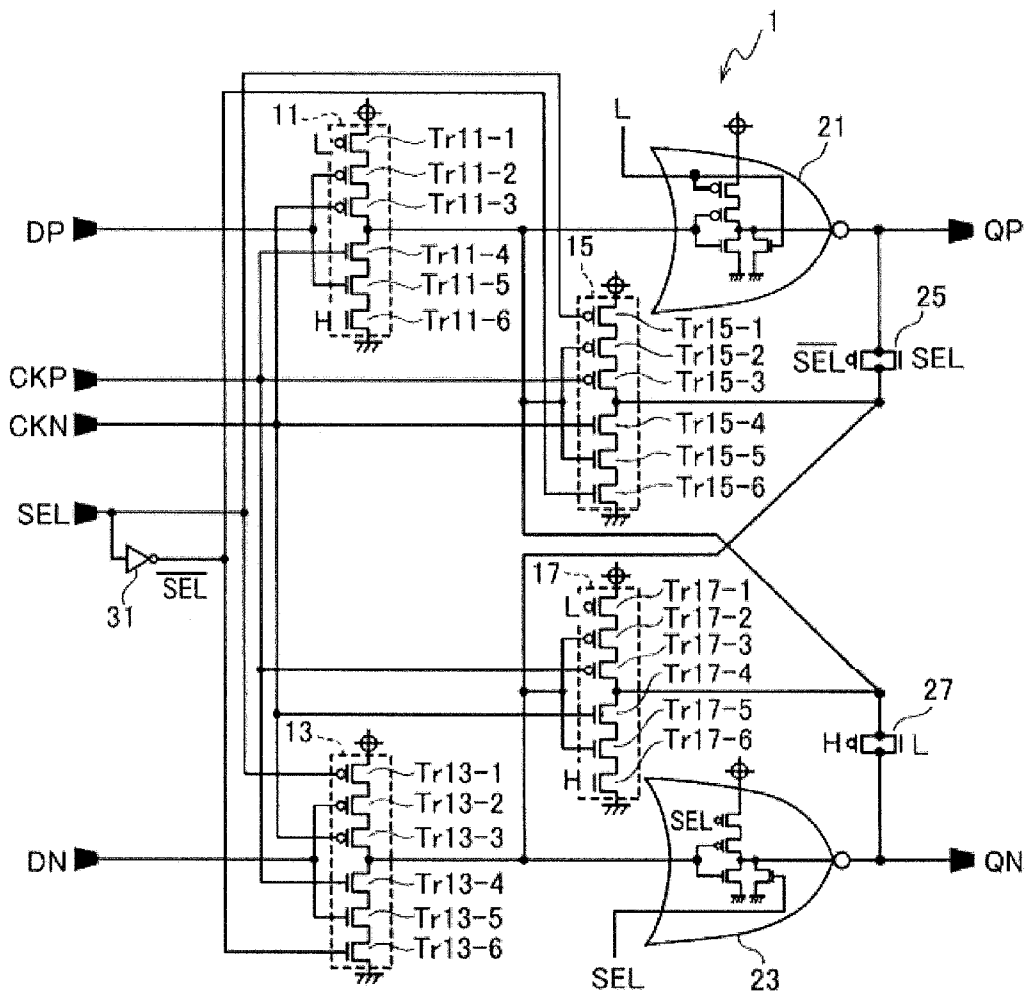 1
11
Tr11-1
Tr11-2
Tr11-3
Tr11-4
Tr11-5
Tr11-6
L
H
L
21
DP
QP
15
Tr15-1
Tr15-2
Tr15-3
Tr15-4
Tr15-5
Tr15-6
25
SEL
SEL
CKP
CKN
SEL
31
SEL
17
L
Tr17-1
Tr17-2
Tr17-3
Tr17-4
Tr17-5
Tr17-6
H
27
H
L
13
Tr13-1
Tr13-2
Tr13-3
Tr13-4
Tr13-5
Tr13-6
DN
SEL
QN
SEL
23